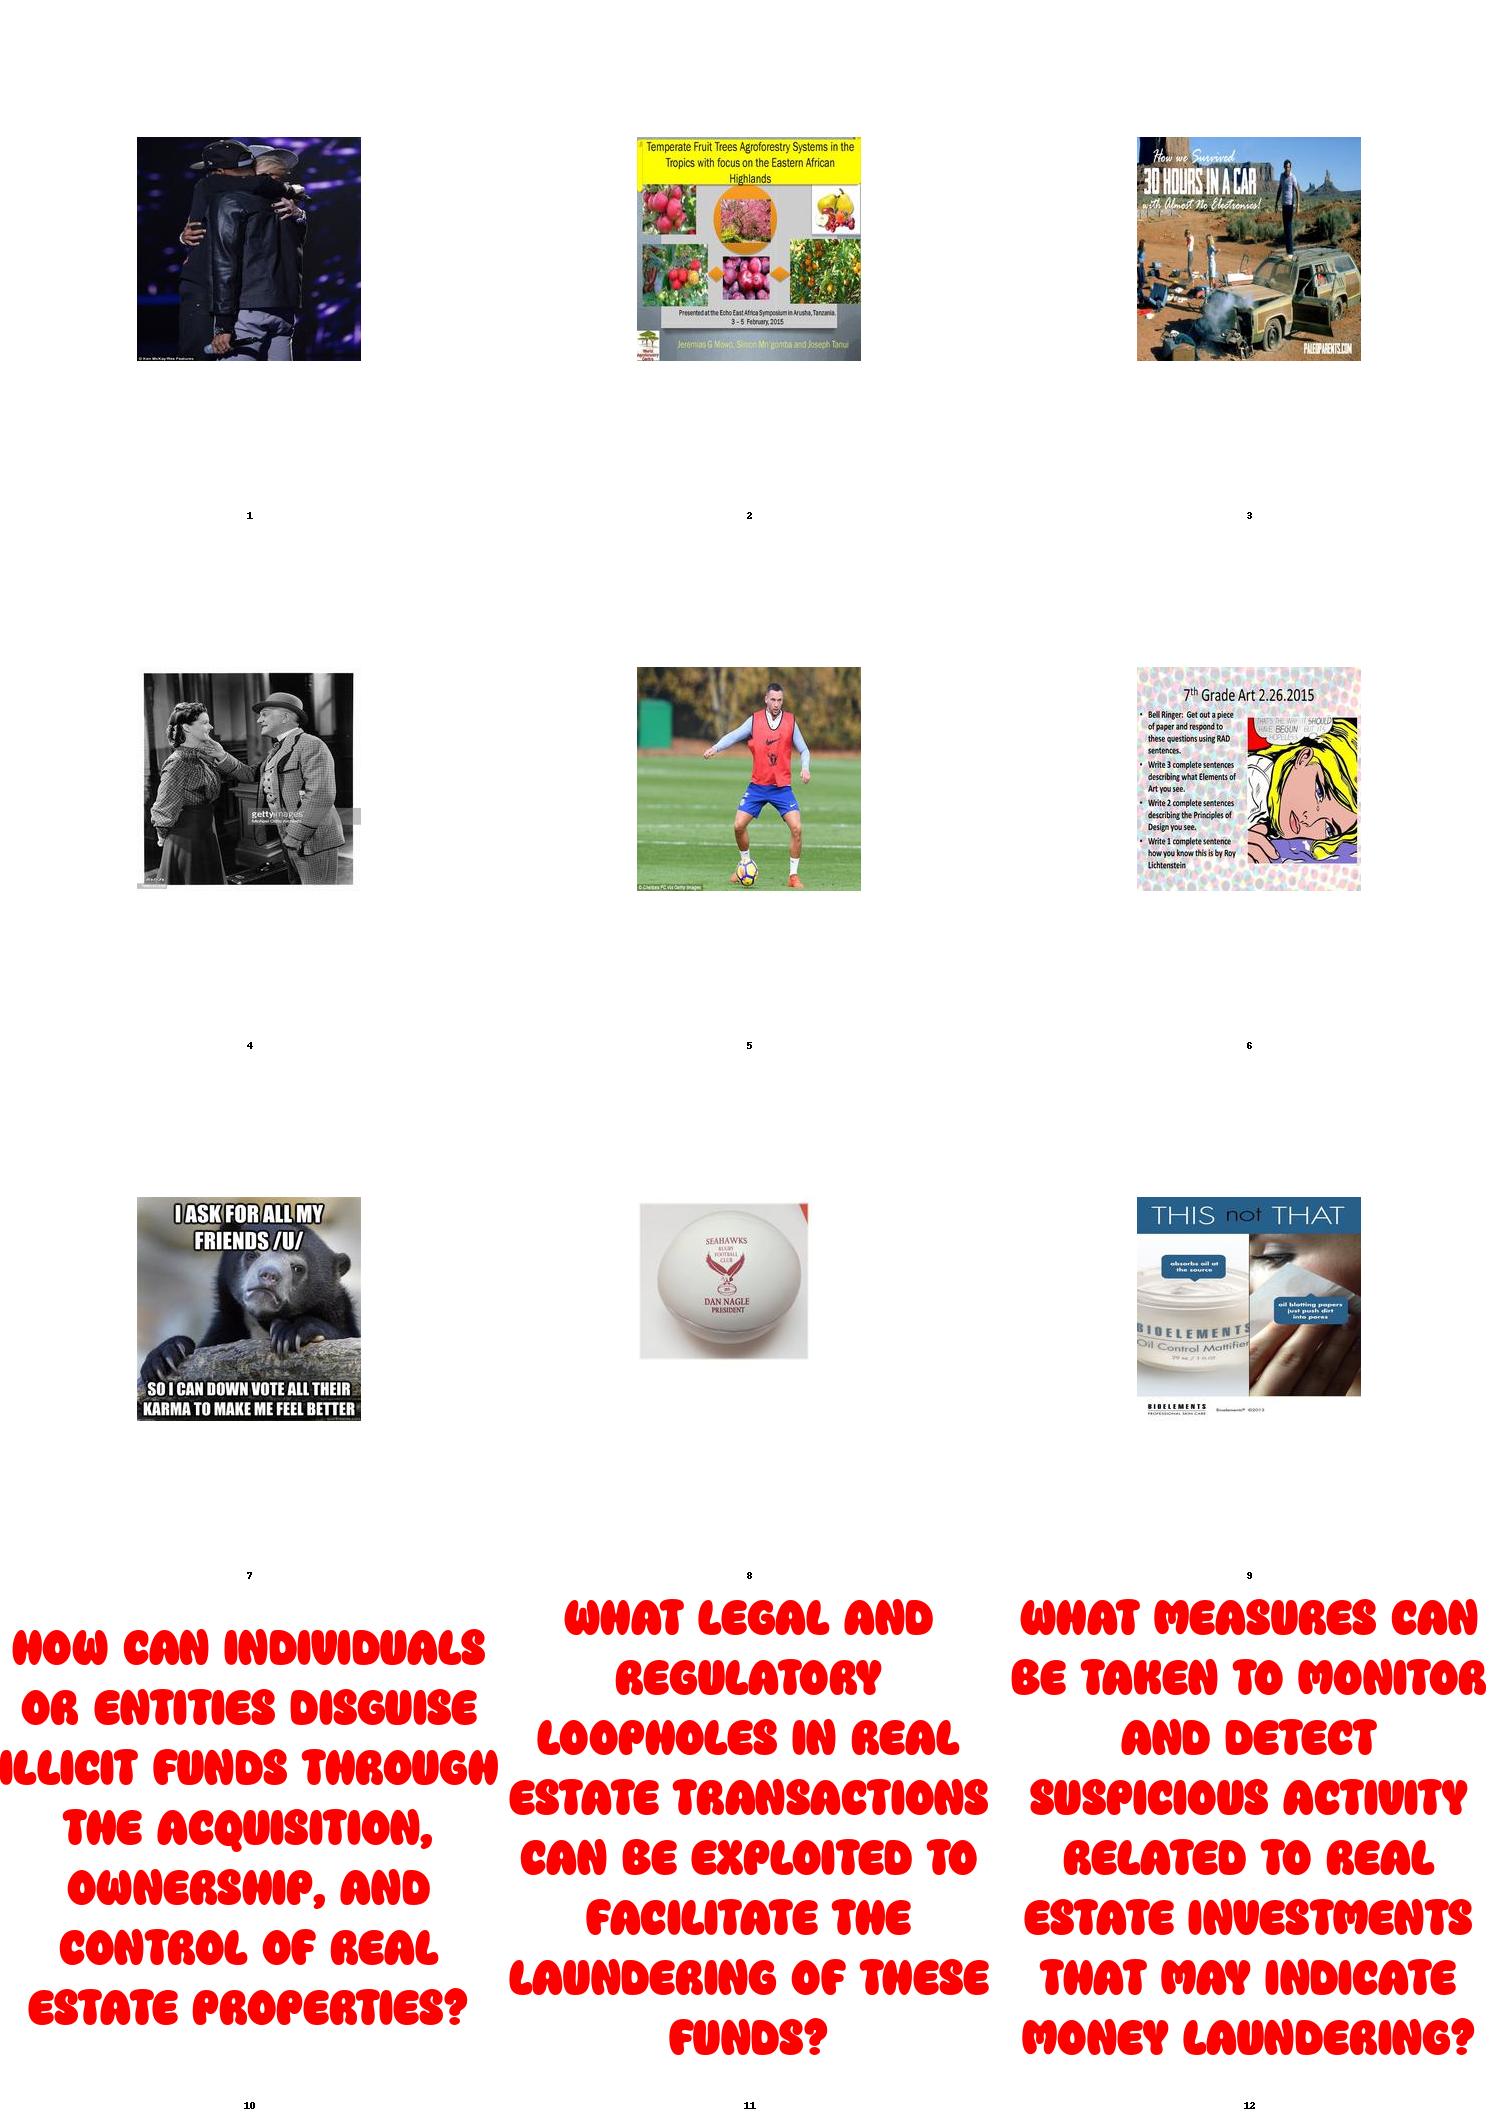 © Ken McKay/Rex Features
1
Temperate Fruit Trees Agroforestry Systems in the
Tropics with focus on the Eastern African
Highlands
Presented at the Echo East Africa Symposium in Arusha, Tanzania.
3 – 5 February, 2015
World
Agroforestry
Centre
Jeremias G Mowo, Simon Mn'gomba and Joseph Tanui
2
How we Survived
30 HOURS IN A CAR
with Almost No Electronics!
PALEOPARENTS.COM
3
gettyimages
4
© Chelsea FC via Getty Images
5
7th Grade Art 2.26.2015
• Bell Ringer: Get out a piece
of paper and respond to
these questions using RAD
sentences.
• Write 3 complete sentences
describing what Elements of
Art you see.
• Write 2 complete sentences
describing the Principles of
Design you see.
• Write 1 complete sentence
how you know this is by Roy
Lichtenstein
THAT'S THE WAY IT SHOULD
HAVE BEGUN BUT IT'S
HOPELESS
6
I ASK FOR ALL MY
FRIENDS /U/
SO I CAN DOWN VOTE ALL THEIR
KARMA TO MAKE ME FEEL BETTER
7
SEAHAWKS
RUGBY
FOOTBALL
CLUB
DAN NAGLE
PRESIDENT
8
THIS not THAT
absorbs oil at
the source
oil blotting papers
just push dirt
into pores
BIOELEMENTS
Oil Control Mattifier
BIOELEMENTS
PROFESSIONAL SKIN CARE
Bioelements® ©2013
9
HOW CAN INDIVIDUALS
OR ENTITIES DISGUISE
ILLICIT FUNDS THROUGH
THE ACQUISITION,
OWNERSHIP, AND
CONTROL OF REAL
ESTATE PROPERTIES?
10
WHAT LEGAL AND
REGULATORY
LOOPHOLES IN REAL
ESTATE TRANSACTIONS
CAN BE EXPLOITED TO
FACILITATE THE
LAUNDERING OF THESE
FUNDS?
11
WHAT MEASURES CAN
BE TAKEN TO MONITOR
AND DETECT
SUSPICIOUS ACTIVITY
RELATED TO REAL
ESTATE INVESTMENTS
THAT MAY INDICATE
MONEY LAUNDERING?
12